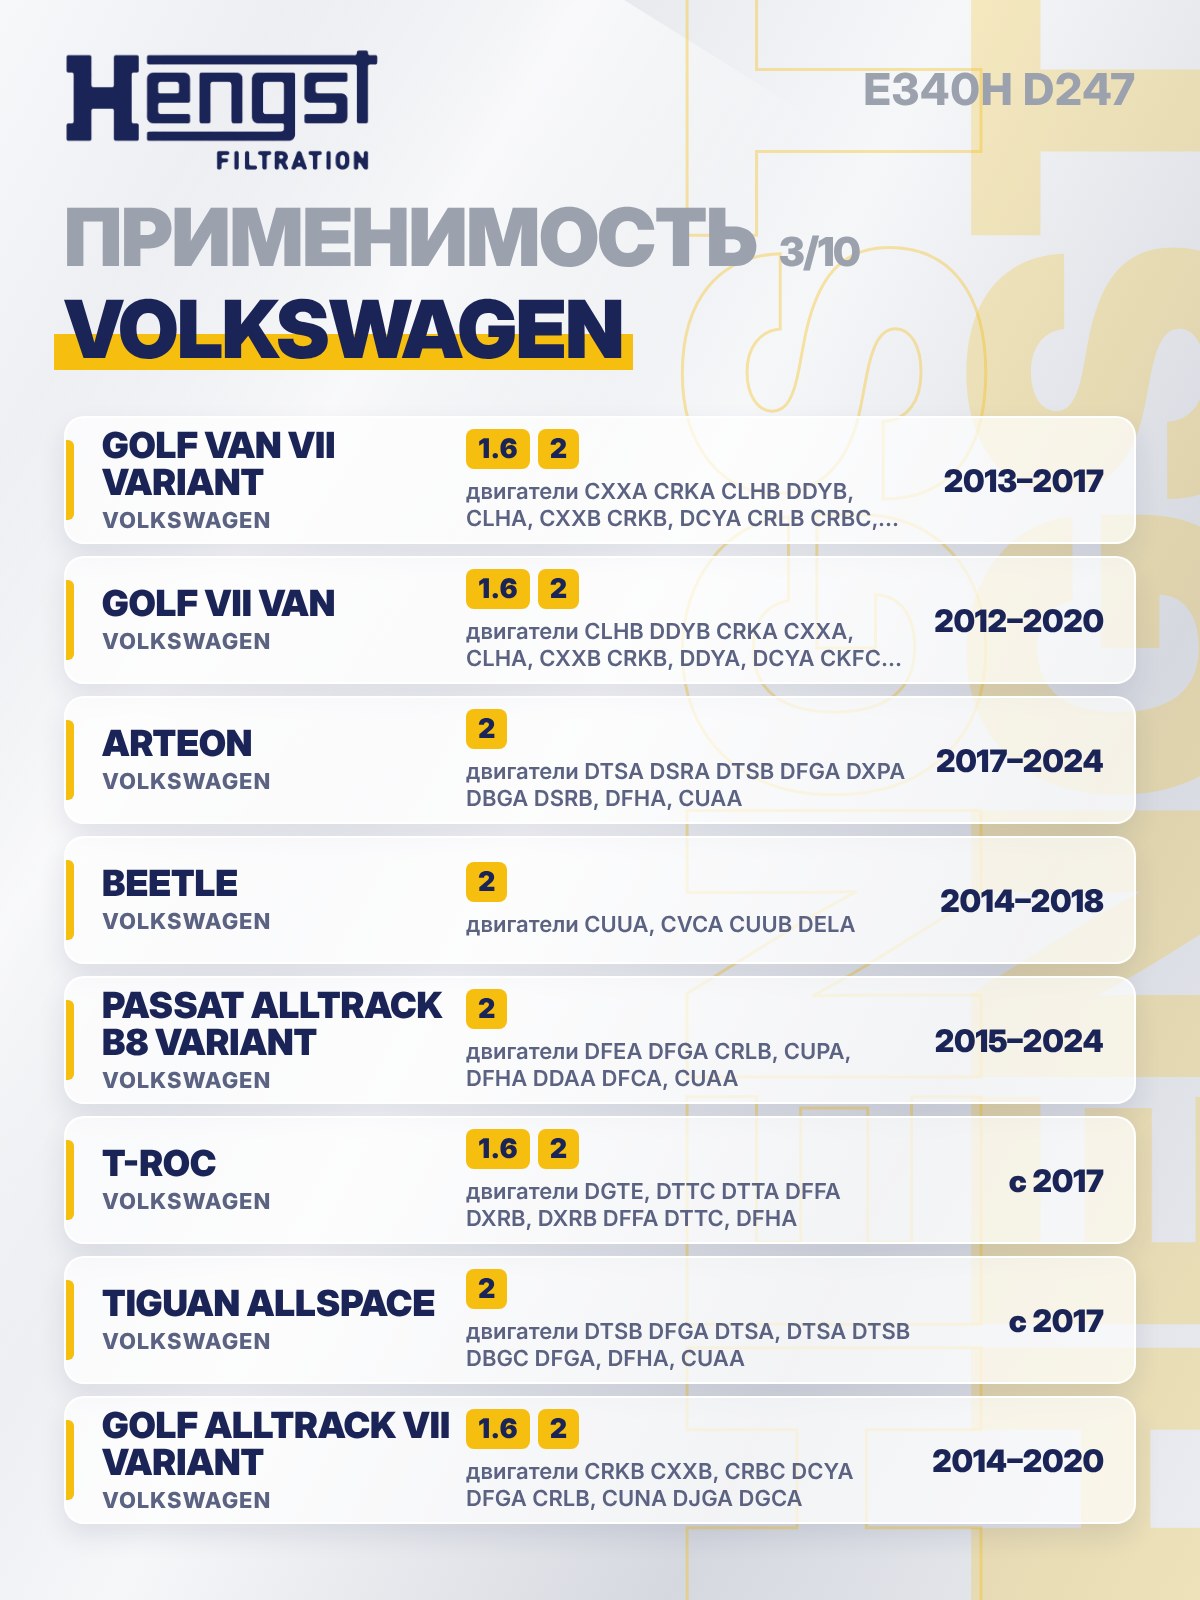 Hengst
FILTRATION
E340H D247
ПРИМЕНИМОСТЬ 3/10
VOLKSWAGEN
GOLF VAN VII
VARIANT
VOLKSWAGEN
1.6 2
двигатели CXXA CRKA CLHB DDYB,
CLHA, CXXB CRKB, DCYA CRLB CRBC,...
2013–2017
GOLF VII VAN
VOLKSWAGEN
1.6 2
двигатели CLHB DDYB CRKA CXXA,
CLHA, CXXB CRKB, DDYA, DCYA CKFC...
2012–2020
ARTEON
VOLKSWAGEN
2
двигатели DTSA DSRA DTSB DFGA DXPA
DBGA DSRB, DFHA, CUAA
2017–2024
BEETLE
VOLKSWAGEN
2
двигатели CUUA, CVCA CUUB DELA
2014–2018
PASSAT ALLTRACK
B8 VARIANT
VOLKSWAGEN
2
двигатели DFEA DFGA CRLB, CUPA,
DFHA DDAA DFCA, CUAA
2015–2024
T-ROC
VOLKSWAGEN
1.6 2
двигатели DGTE, DTTC DTTA DFFA
DXRB, DXRB DFFA DTTC, DFHA
с 2017
TIGUAN ALLSPACE
VOLKSWAGEN
2
двигатели DTSB DFGA DTSA, DTSA DTSB
DBGC DFGA, DFHA, CUAA
с 2017
GOLF ALLTRACK VII
VARIANT
VOLKSWAGEN
1.6 2
двигатели CRKB CXXB, CRBC DCYA
DFGA CRLB, CUNA DJGA DGCA
2014–2020
HENGST
HENGST